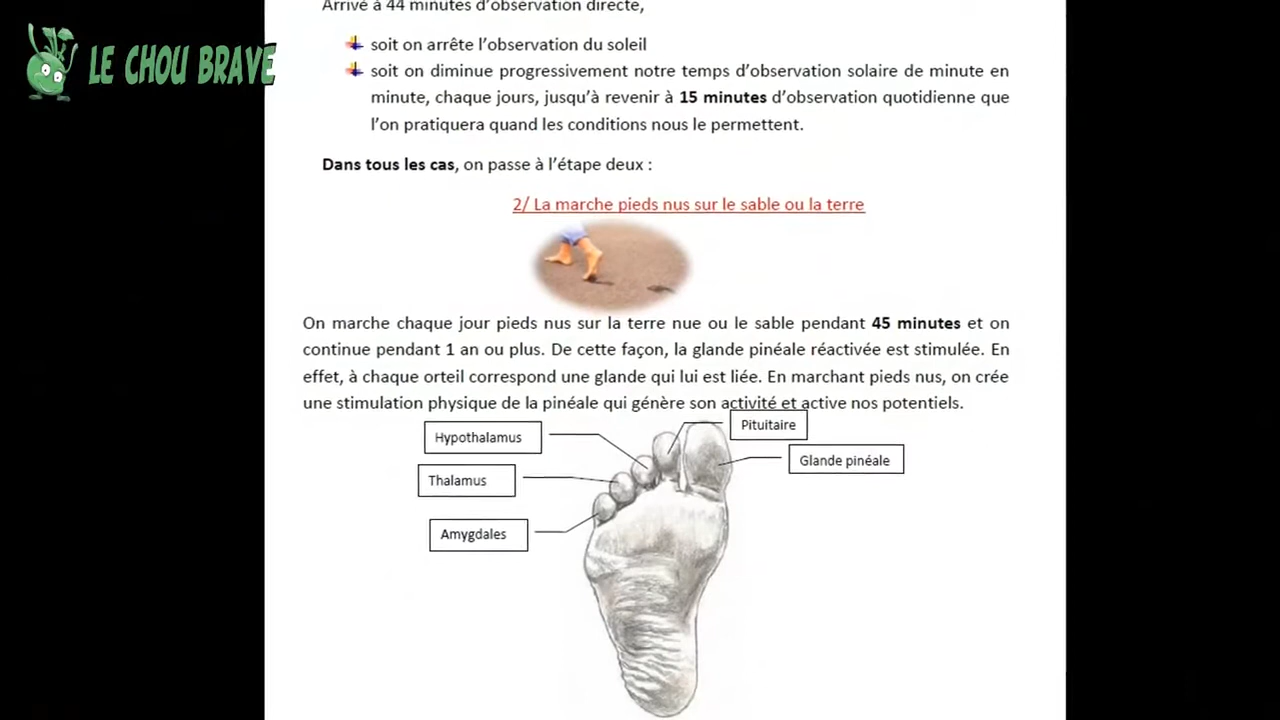 Arrivé à 44 minutes d'observation directe,
LE CHOU BRAVE
soit on arrête l'observation du soleil
soit on diminue progressivement notre temps d'observation solaire de minute en
minute, chaque jours, jusqu'à revenir à 15 minutes d'observation quotidienne que
l'on pratiquera quand les conditions nous le permettent.
Dans tous les cas, on passe à l'étape deux :
2/ La marche pieds nus sur le sable ou la terre
On marche chaque jour pieds nus sur la terre nue ou le sable pendant 45 minutes et on
continue pendant 1 an ou plus. De cette façon, la glande pinéale réactivée est stimulée. En
effet, à chaque orteil correspond une glande qui lui est liée. En marchant pieds nus, on crée
une stimulation physique de la pinéale qui génère son activité et active nos potentiels.
Pituitaire
Hypothalamus
Glande pinéale
Thalamus
Amygdales